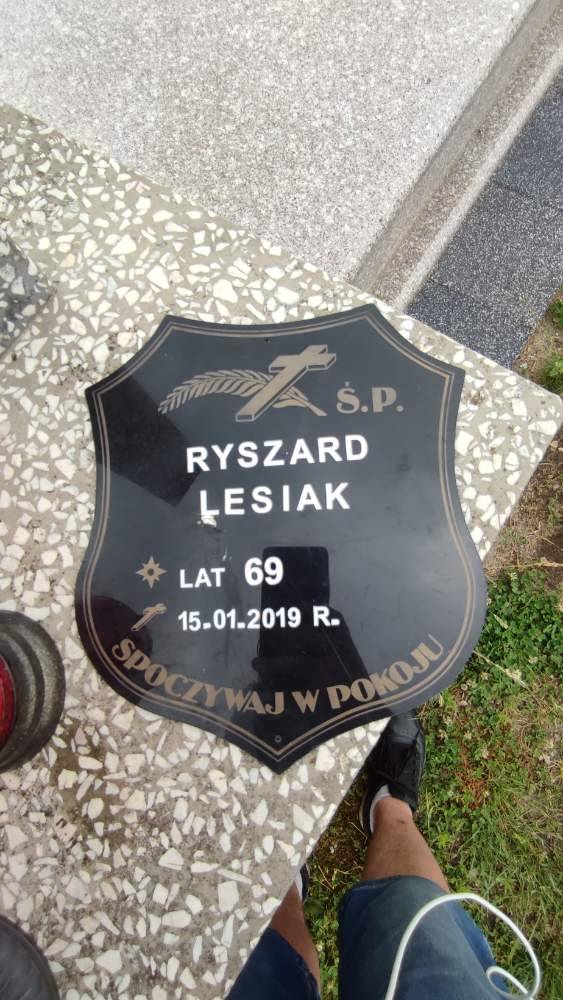 Ś.P.
RYSZARD
LESIAK
LAT 69
15.01.2019 R.
SPOCZYWAJ W POKOJU